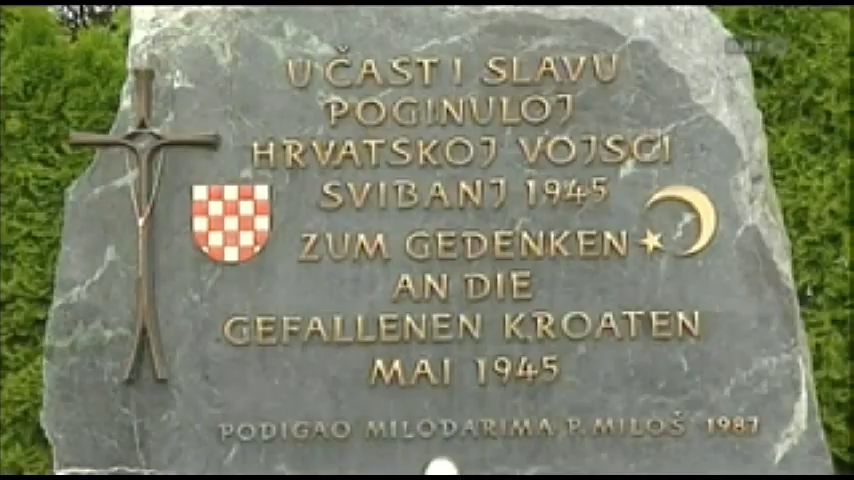 U ČAST I SLAVU
POGINULOJ
HRVATSKOJ VOJSCI
SVIBANJ 1945
ZUM GEDENKEN
AN DIE
GEFALLENEN KROATEN
MAI 1945
PODIGAO MILODARIMA P. MILOŠ 1987
ORF